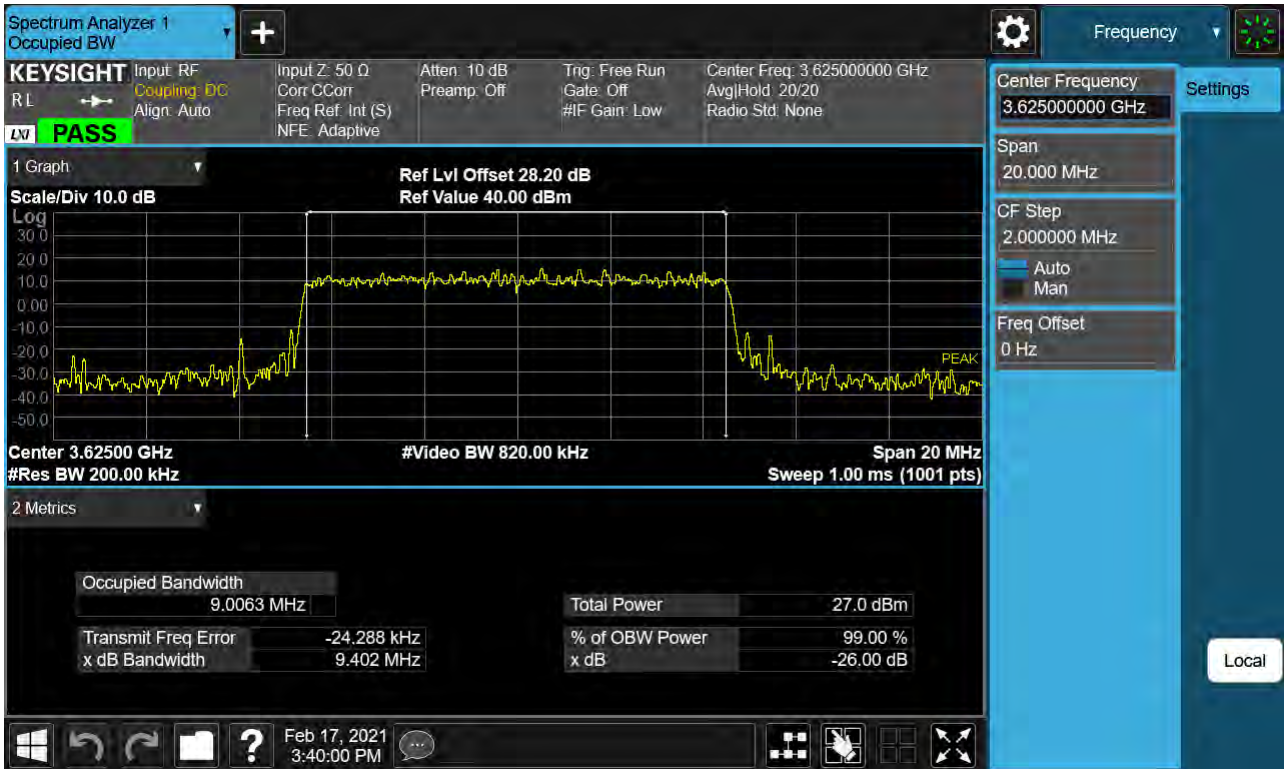 Spectrum Analyzer 1
Occupied BW
Frequency
KEYSIGHT
R L
LXI
PASS
Input: RF
Coupling: DC
Align: Auto
Input Z: 50 Ω
Corr CCorr
Freq Ref: Int (S)
NFE: Adaptive
Atten: 10 dB
Preamp: Off
Trig: Free Run
Gate: Off
#IF Gain: Low
Center Freq: 3.625000000 GHz
Avg|Hold: 20/20
Radio Std: None
Center Frequency
3.625000000 GHz
Settings
Span
20.000 MHz
CF Step
2.000000 MHz
Auto
Man
Freq Offset
0 Hz
1 Graph
Scale/Div 10.0 dB
Ref Lvl Offset 28.20 dB
Ref Value 40.00 dBm
Log
30.0
20.0
10.0
0.00
-10.0
-20.0
-30.0
-40.0
-50.0
PEAK
Center 3.62500 GHz
#Video BW 820.00 kHz
Span 20 MHz
#Res BW 200.00 kHz
Sweep 1.00 ms (1001 pts)
2 Metrics
Occupied Bandwidth
9.0063 MHz
Total Power 27.0 dBm
Transmit Freq Error -24.288 kHz
% of OBW Power 99.00 %
x dB Bandwidth 9.402 MHz
x dB -26.00 dB
Local
?
Feb 17, 2021
3:40:00 PM